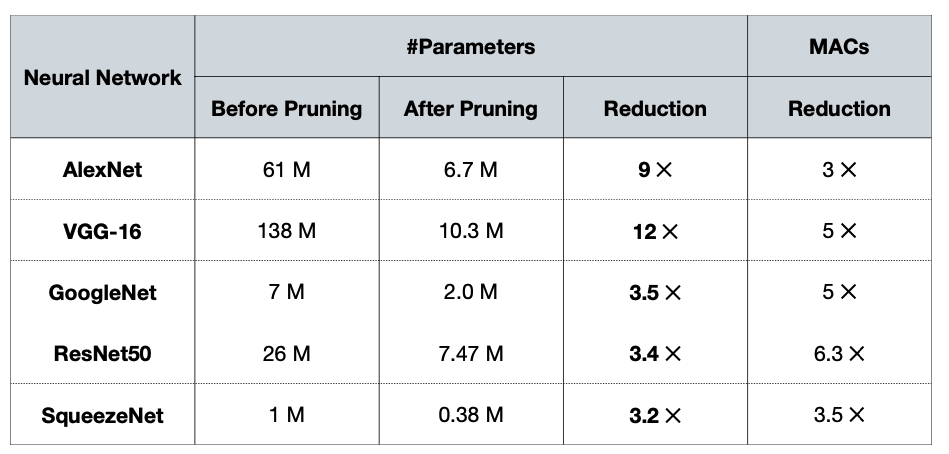 Neural Network #Parameters MACs
Before Pruning After Pruning Reduction Reduction
AlexNet 61 M 6.7 M 9 × 3 ×
VGG-16 138 M 10.3 M 12 × 5 ×
GoogleNet 7 M 2.0 M 3.5 × 5 ×
ResNet50 26 M 7.47 M 3.4 × 6.3 ×
SqueezeNet 1 M 0.38 M 3.2 × 3.5 ×